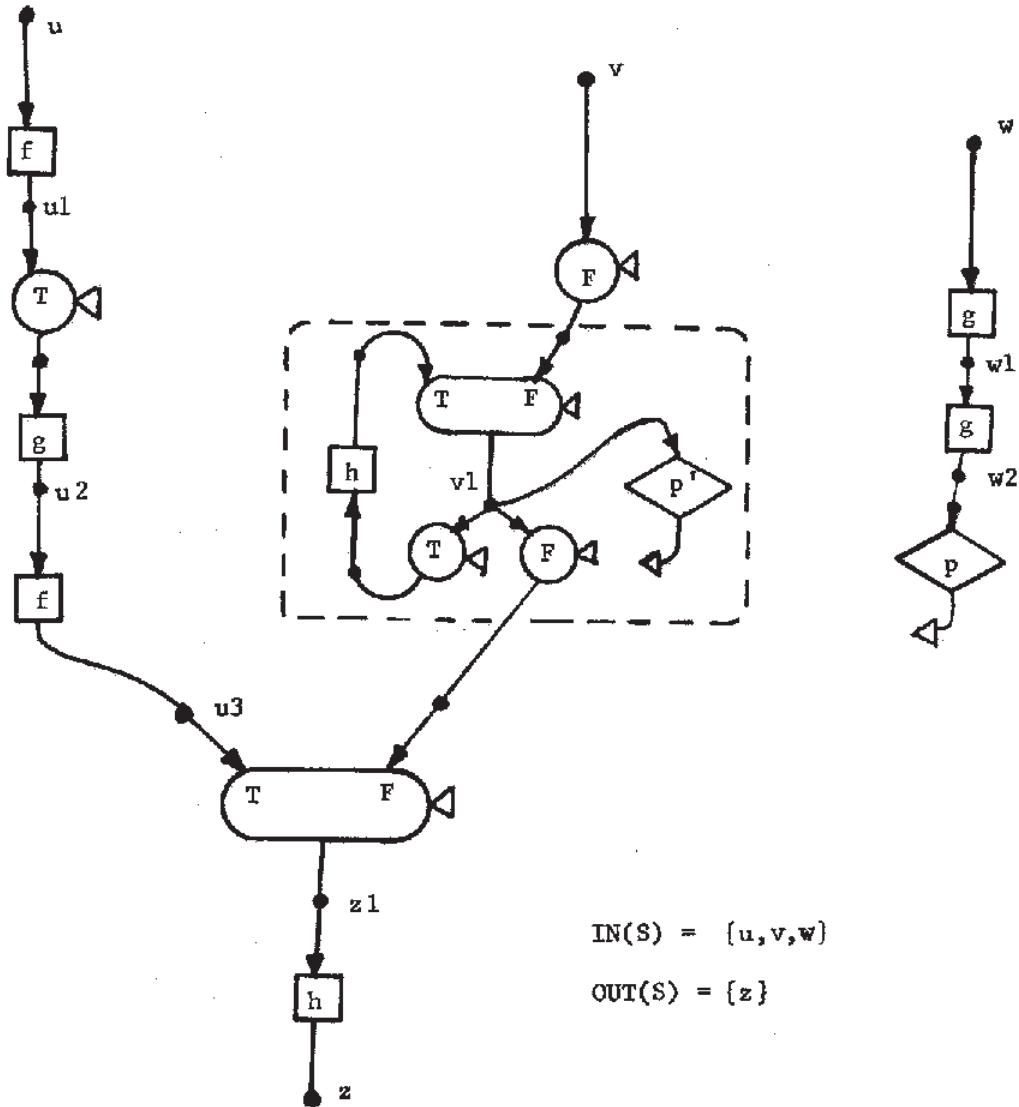 u
v
w
f
u1
T
F
g
w1
g
w2
g
u2
T F
h
v1
p'
T F
p
f
u3
T F
z1
h
z
IN(S) = {u,v,w}
OUT(S) = {z}